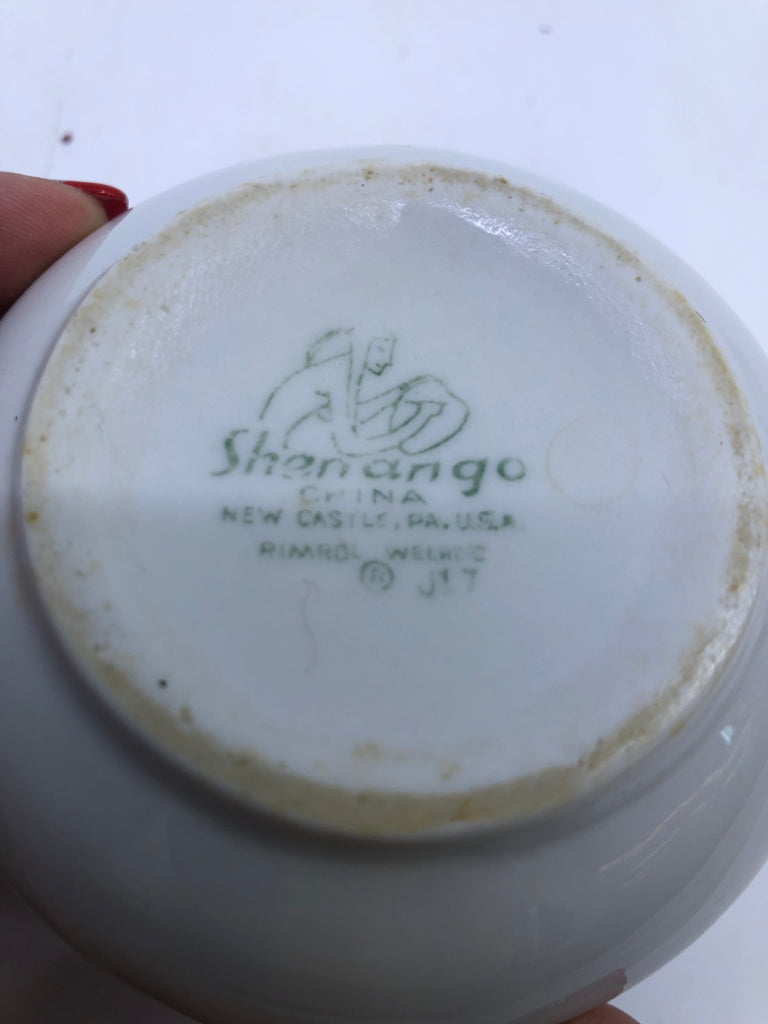 Shenango
CHINA
NEW CASTLE, PA. U.S.A.
RIMROL WELROC
® J17